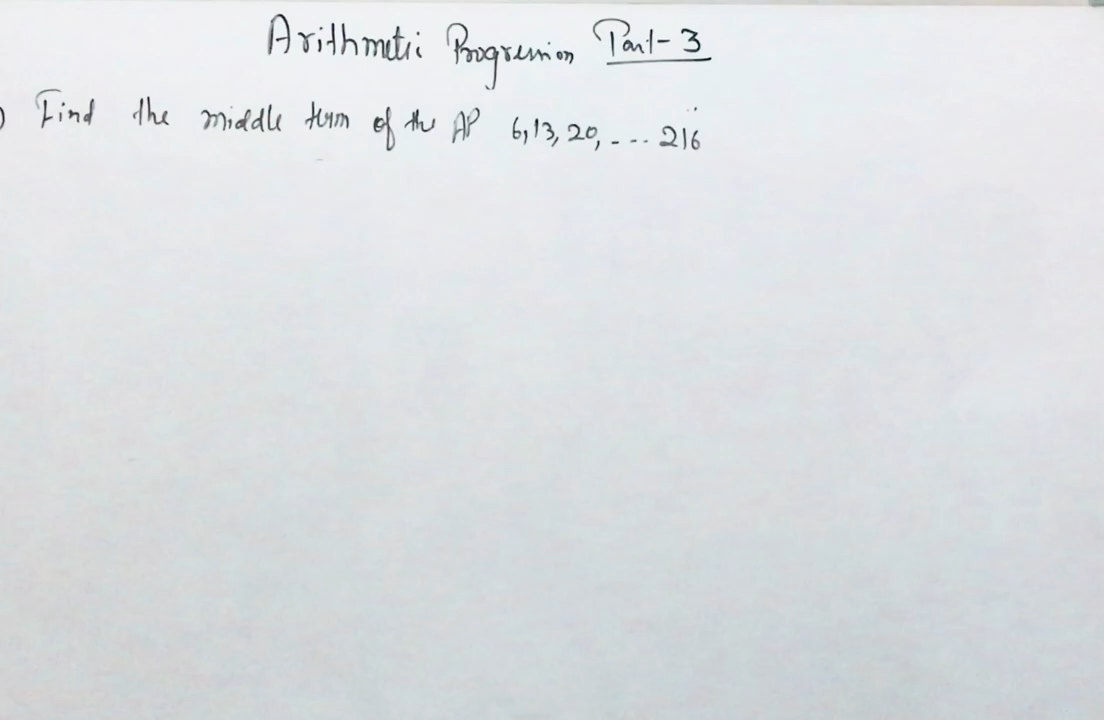 Arithmetic Progression Part-3
) Find the middle term of the AP 6,13,20,---- 216